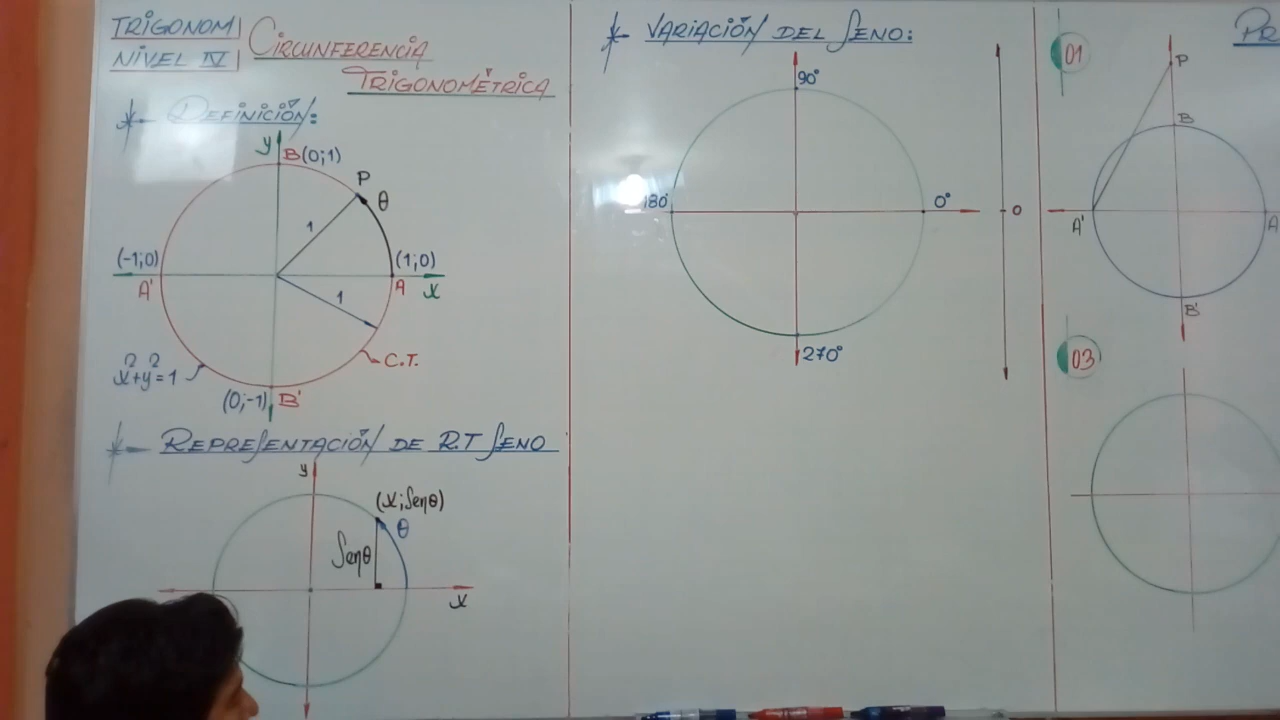 TRIGONOM
NIVEL IV
CIRCUNFERENCIA
TRIGONOMÉTRICA
DEFINICIÓN:
y
B(0;1)
P
θ
1
(-1;0)
(1;0)
A'
A
x
1
C.T.
x²+y²=1
(0;-1)
B'
REPRESENTACIÓN DE R.T SENO
y
(x;Senθ)
θ
Senθ
x
VARIACIÓN DEL SENO:
90°
180°
0°
0
270°
01
P
B
A'
A
B'
03